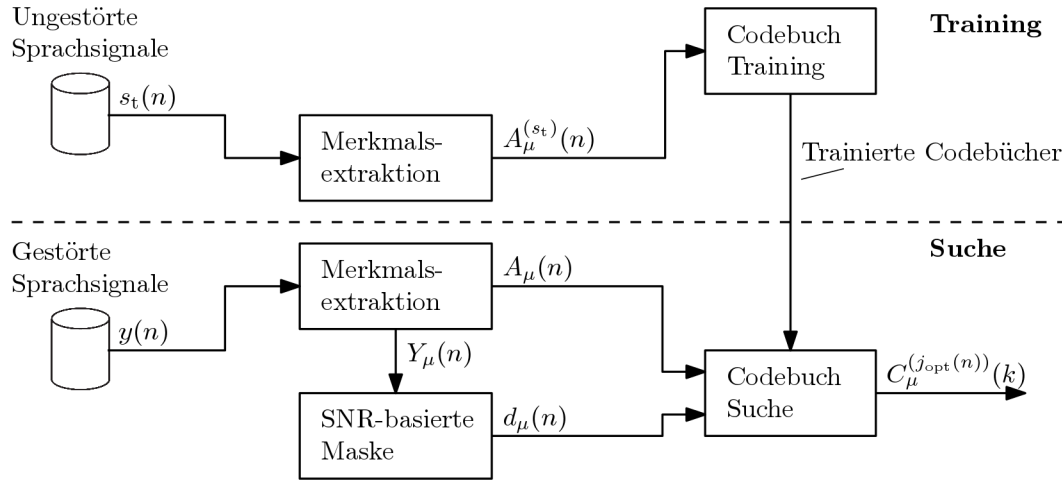 Ungestörte
Sprachsignale
Training
Codebuch
Training
s_t(n)
Merkmals-
extraktion
A_μ^{(s_t)}(n)
Trainierte Codebücher
Gestörte
Sprachsignale
Suche
Merkmals-
extraktion
A_μ(n)
y(n)
Y_μ(n)
Codebuch
Suche
C_μ^{(j_opt(n))}(k)
SNR-basierte
Maske
d_μ(n)